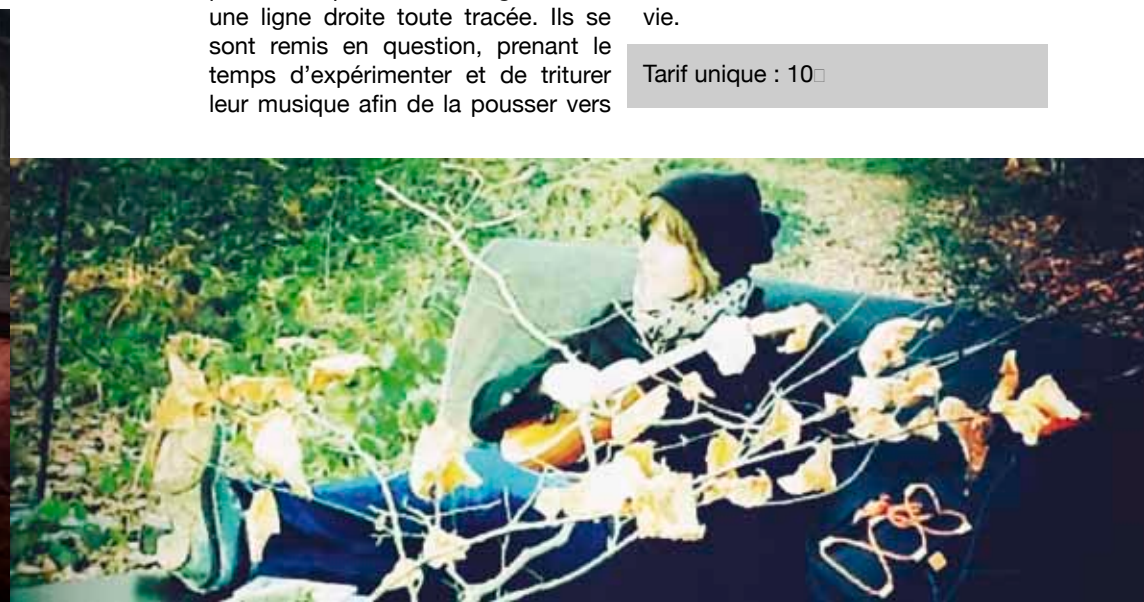 une ligne droite toute tracée. Ils se
sont remis en question, prenant le
temps d'expérimenter et de triturer
leur musique afin de la pousser vers
vie.
Tarif unique : 10□